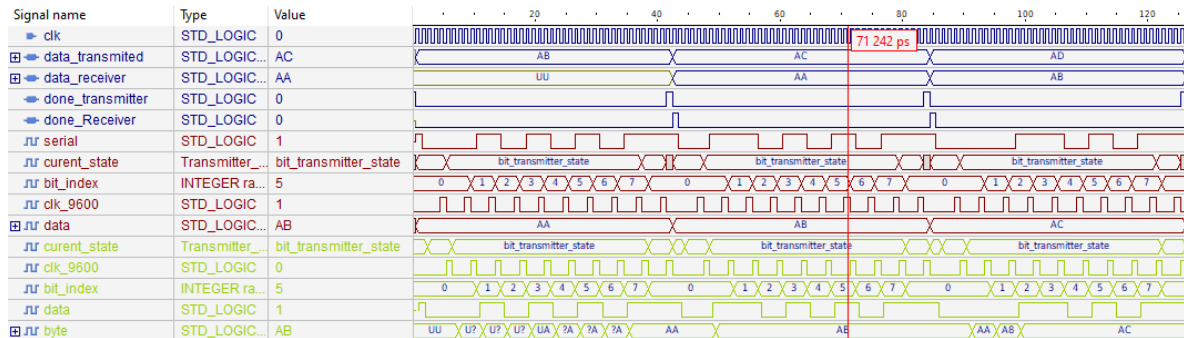 Signal name Type Value 20 40 60 80 100 120
clk STD_LOGIC 0 71 242 ps
data_transmited STD_LOGIC... AC AB AC AD
data_receiver STD_LOGIC... AA UU AA AB
done_transmitter STD_LOGIC 0
done_Receiver STD_LOGIC 0
serial STD_LOGIC 1
curent_state Transmitter_... bit_transmitter_state bit_transmitter_state bit_transmitter_state bit_transmitter_state
bit_index INTEGER ra... 5 0 1 2 3 4 5 6 7 0 1 2 3 4 5 6 7 0 1 2 3 4 5 6 7
clk_9600 STD_LOGIC 1
data STD_LOGIC... AB AA AB AC
curent_state Transmitter_... bit_transmitter_state bit_transmitter_state bit_transmitter_state bit_transmitter_state
clk_9600 STD_LOGIC 0
bit_index INTEGER ra... 5 0 1 2 3 4 5 6 7 0 1 2 3 4 5 6 7 0 1 2 3 4 5 6 7
data STD_LOGIC 1
byte STD_LOGIC... AB UU U? U? U? UA ?A ?A ?A AA AB AA A8 AC